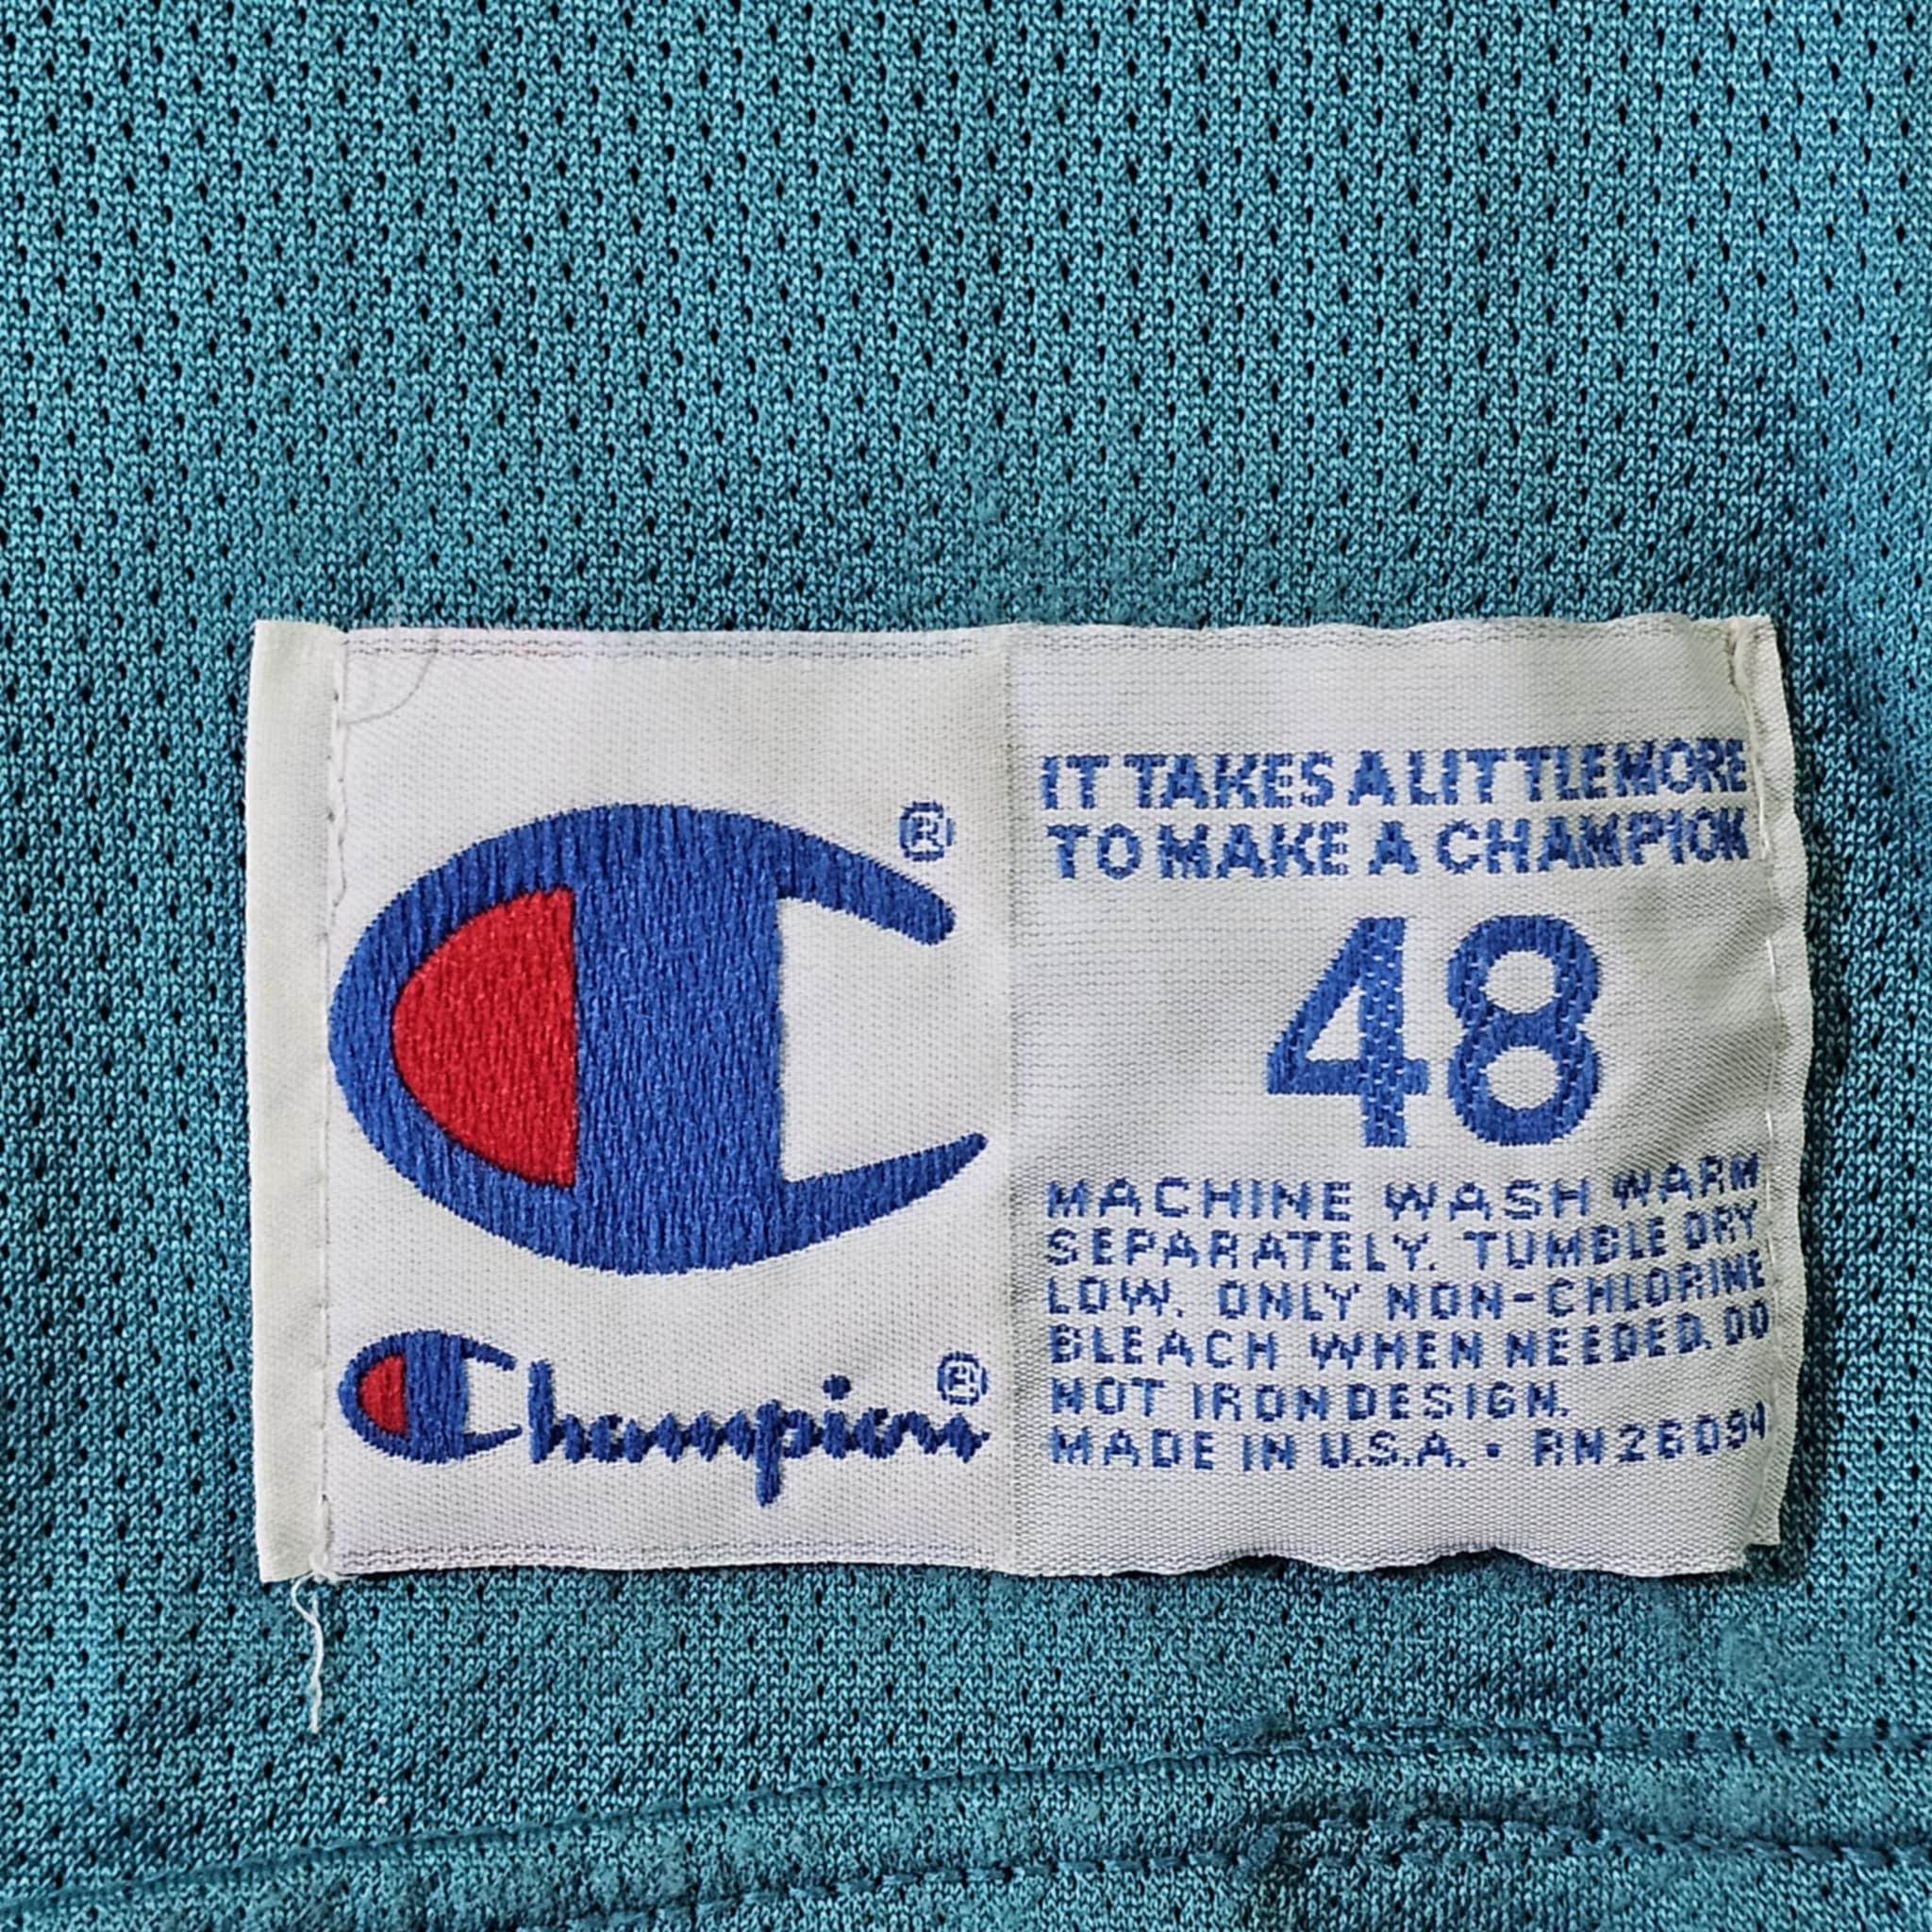 ®
Champion®
IT TAKES A LITTLE MORE
TO MAKE A CHAMPION
48
MACHINE WASH WARM
SEPARATELY. TUMBLE DRY
LOW. ONLY NON-CHLORINE
BLEACH WHEN NEEDED. DO
NOT IRON DESIGN.
MADE IN U.S.A. • RN26094